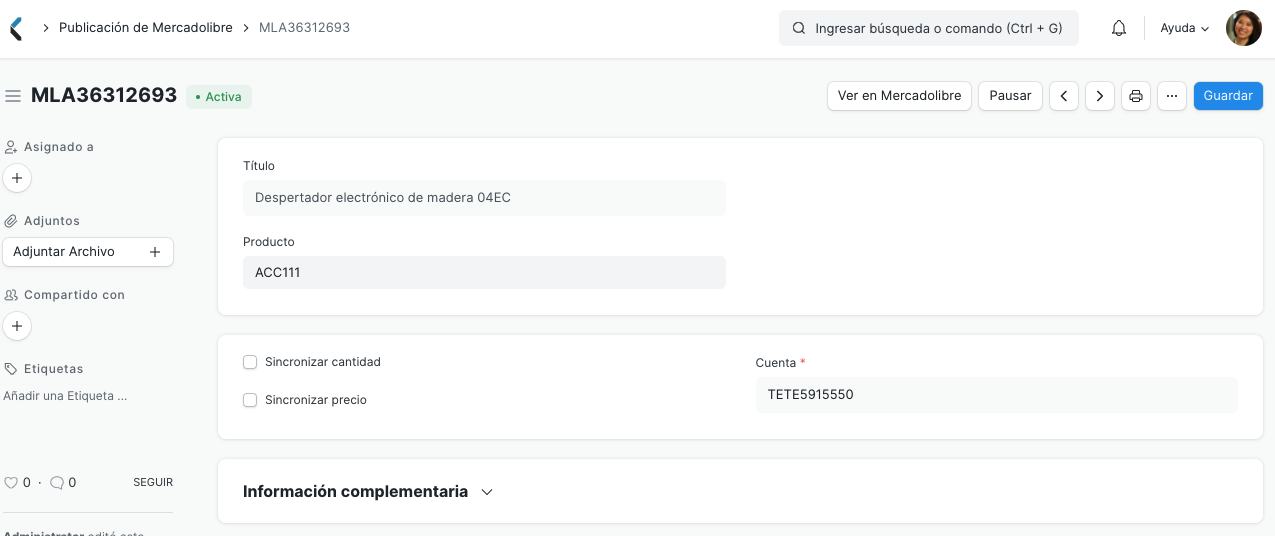 Publicación de Mercadolibre
MLA36312693
Ingresar búsqueda o comando (Ctrl + G)
Ayuda
MLA36312693
Activa
Ver en Mercadolibre
Pausar
Guardar
Asignado a
Adjuntos
Adjuntar Archivo
Compartido con
Etiquetas
Añadir una Etiqueta ...
0 · 0
SEGUIR
Administrator editó esto
Título
Despertador electrónico de madera 04EC
Producto
ACC111
Sincronizar cantidad
Sincronizar precio
Cuenta *
TETE5915550
Información complementaria